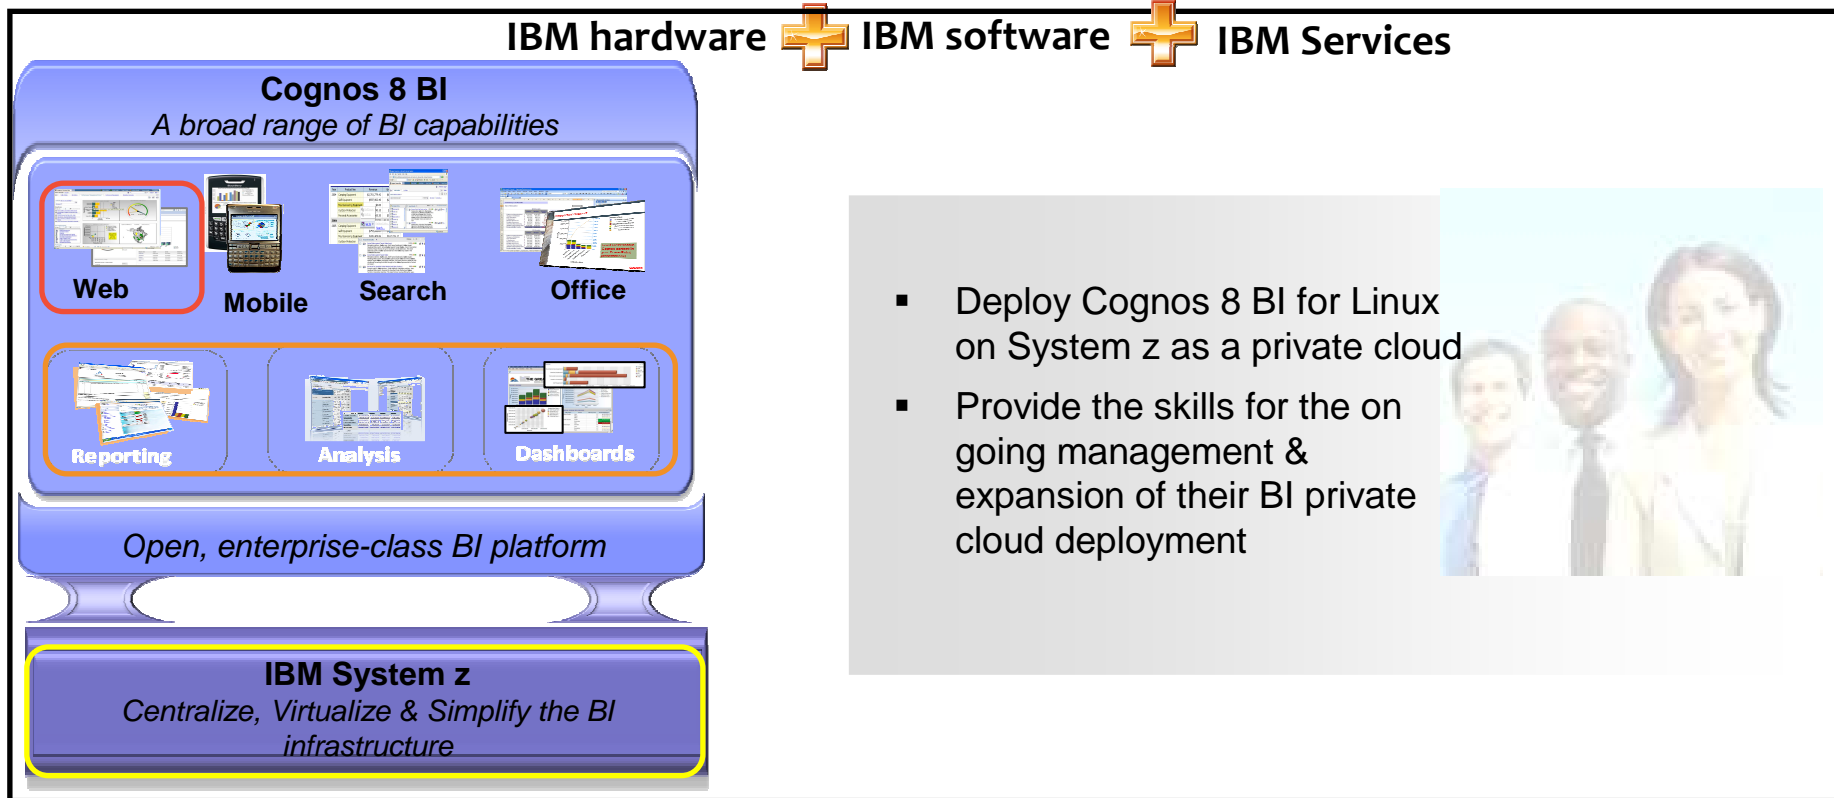 IBM hardware IBM software IBM Services
Cognos 8 BI
A broad range of BI capabilities
Web
Mobile
Search
Office
Reporting
Analysis
Dashboards
Open, enterprise-class BI platform
IBM System z
Centralize, Virtualize & Simplify the BI
infrastructure
▪ Deploy Cognos 8 BI for Linux
on System z as a private cloud
▪ Provide the skills for the on
going management &
expansion of their BI private
cloud deployment